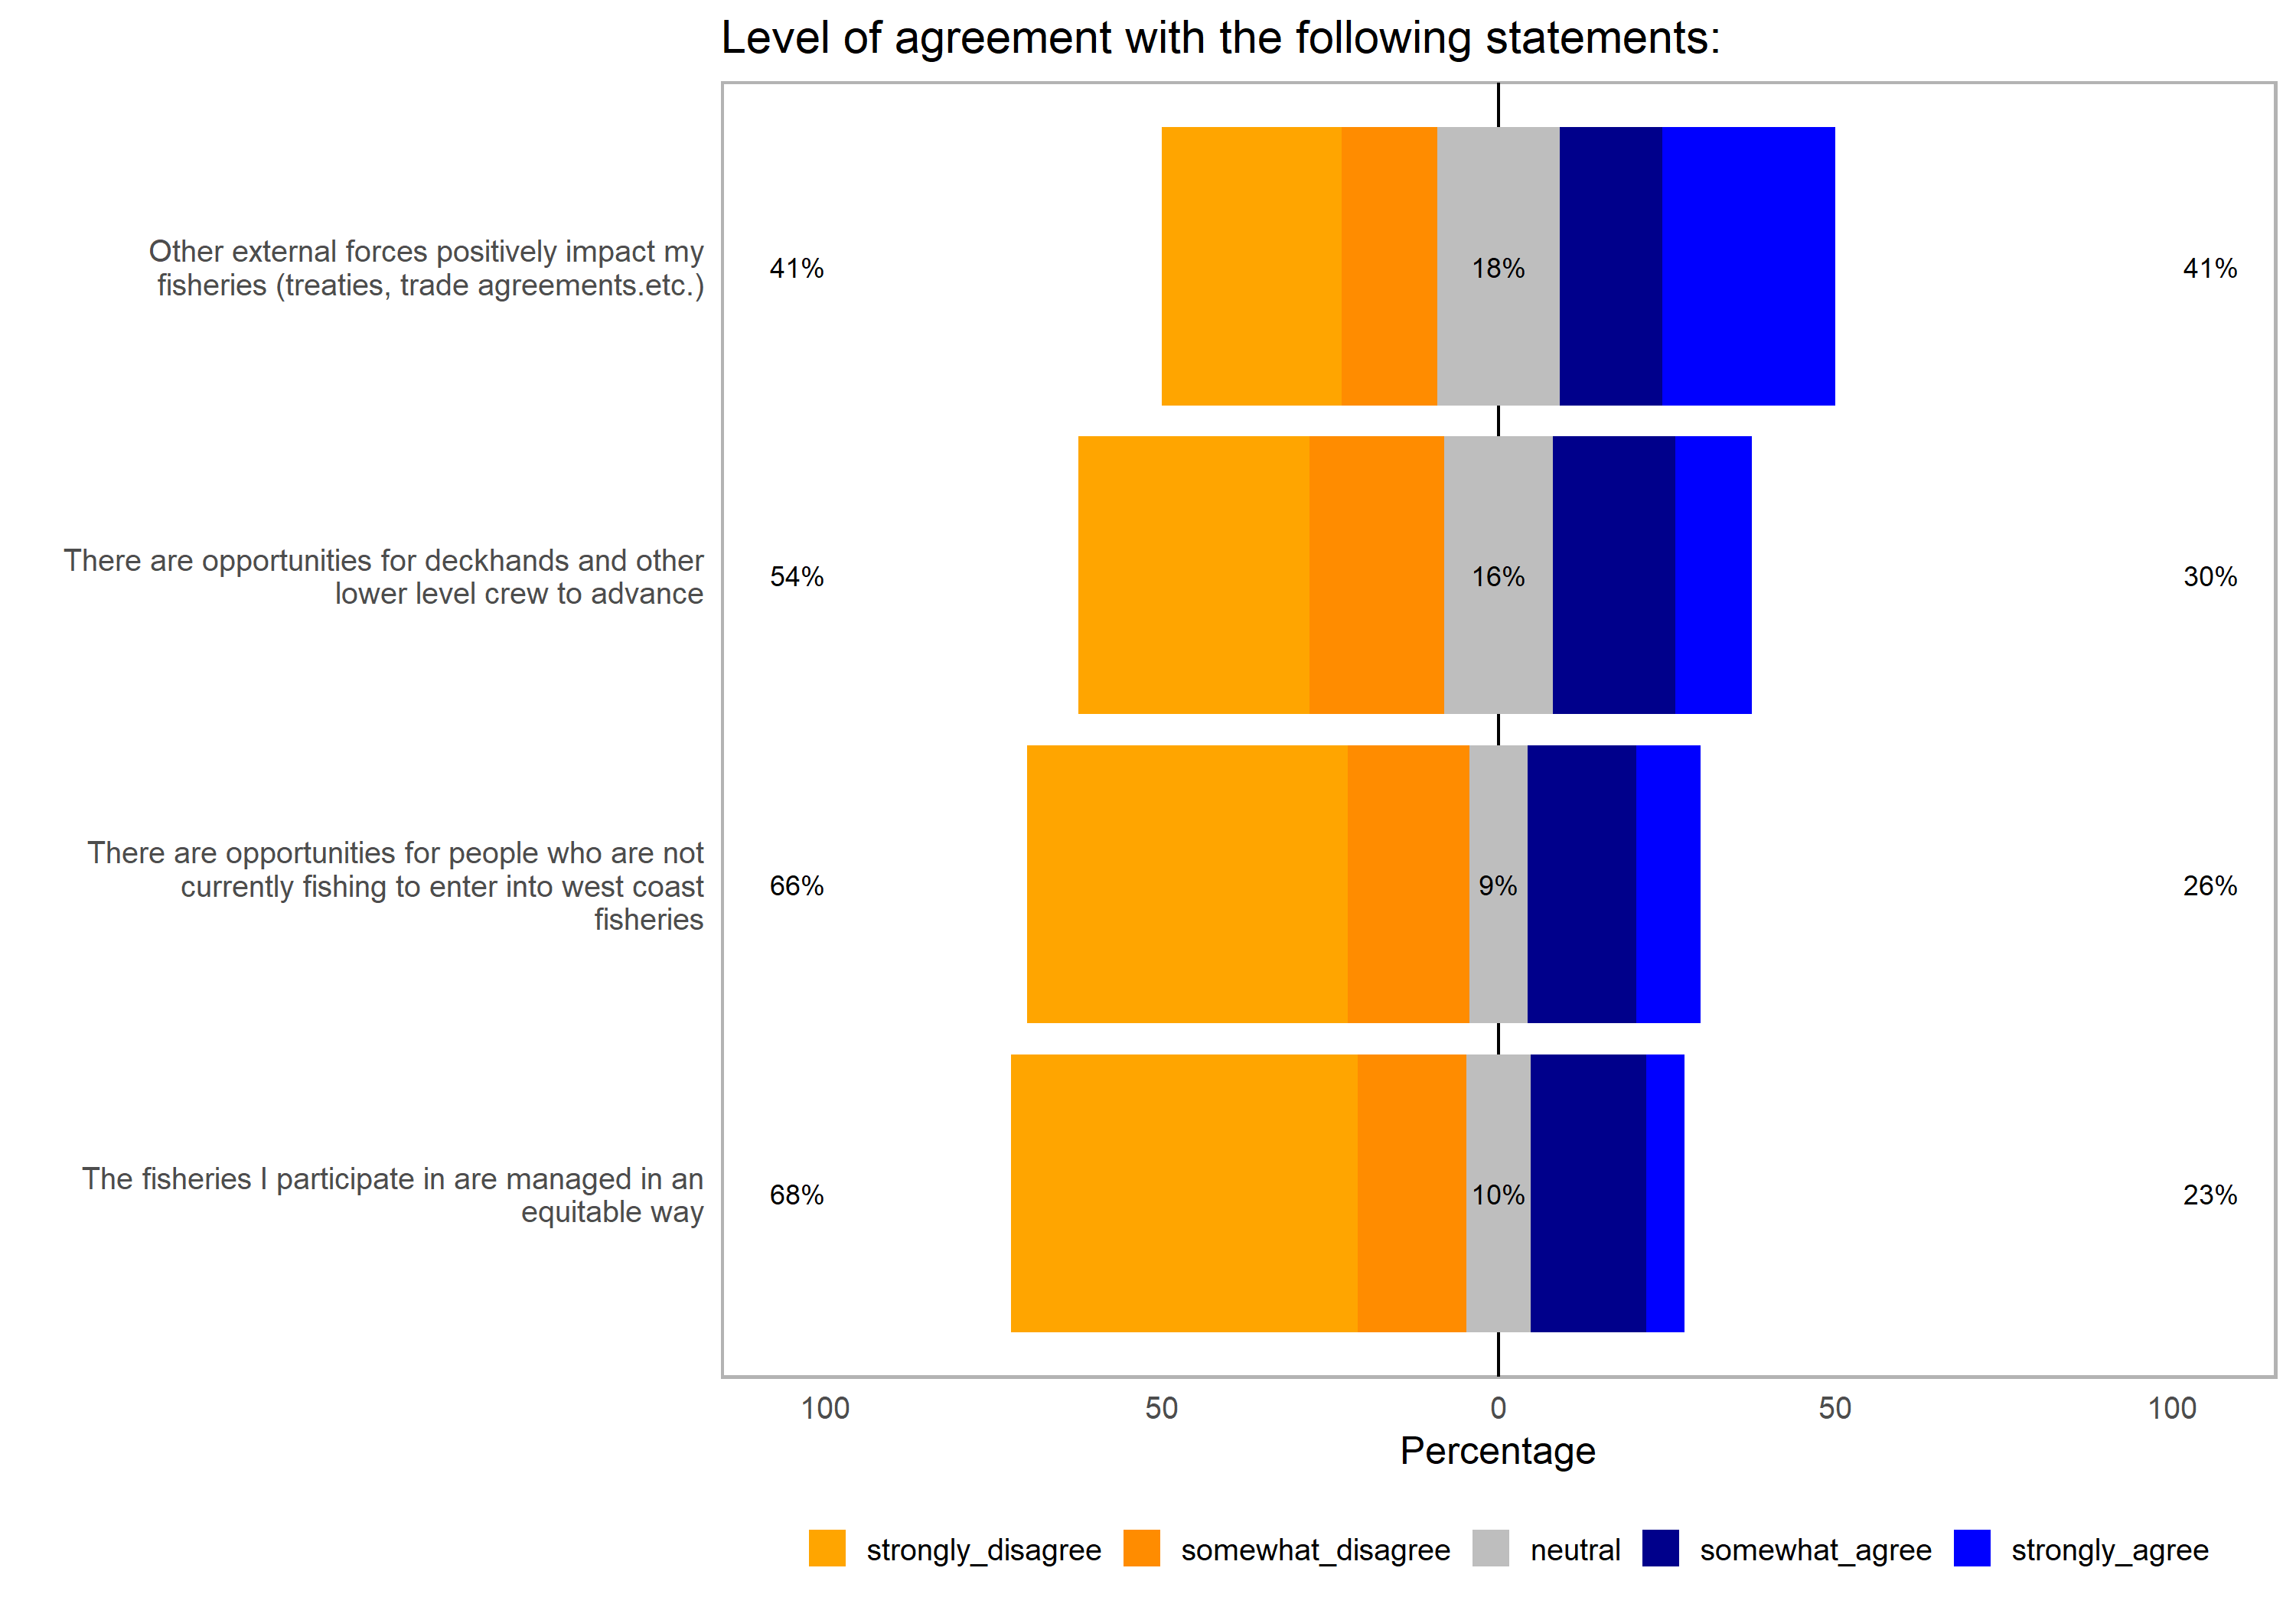 Level of agreement with the following statements:
Other external forces positively impact my
fisheries (treaties, trade agreements.etc.)
41%
18%
41%
There are opportunities for deckhands and other
lower level crew to advance
54%
16%
30%
There are opportunities for people who are not
currently fishing to enter into west coast
fisheries
66%
9%
26%
The fisheries I participate in are managed in an
equitable way
68%
10%
23%
100 50 0 50 100
Percentage
strongly_disagree somewhat_disagree neutral somewhat_agree strongly_agree